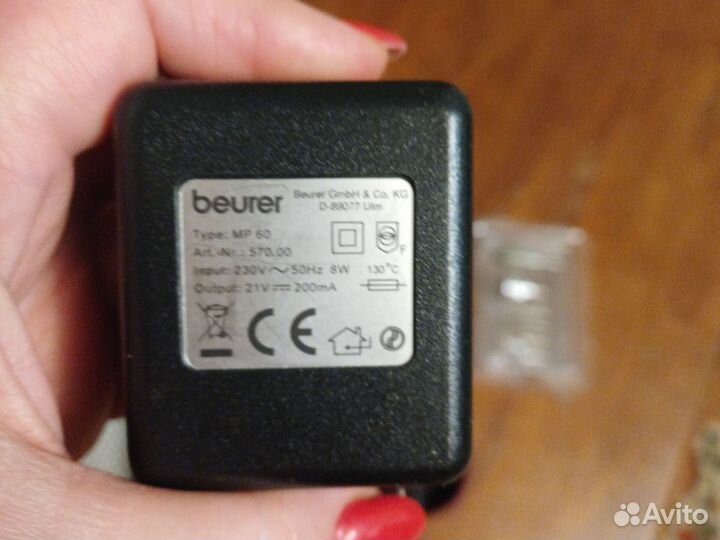 beurer
Beurer GmbH & Co. KG
D-89077 Ulm
Type: MP 60
Art.-Nr.: 570.00
F
Input: 230V ~ 50Hz 8W 130°C
Output: 21V ⎓ 200mA
CE
Avito